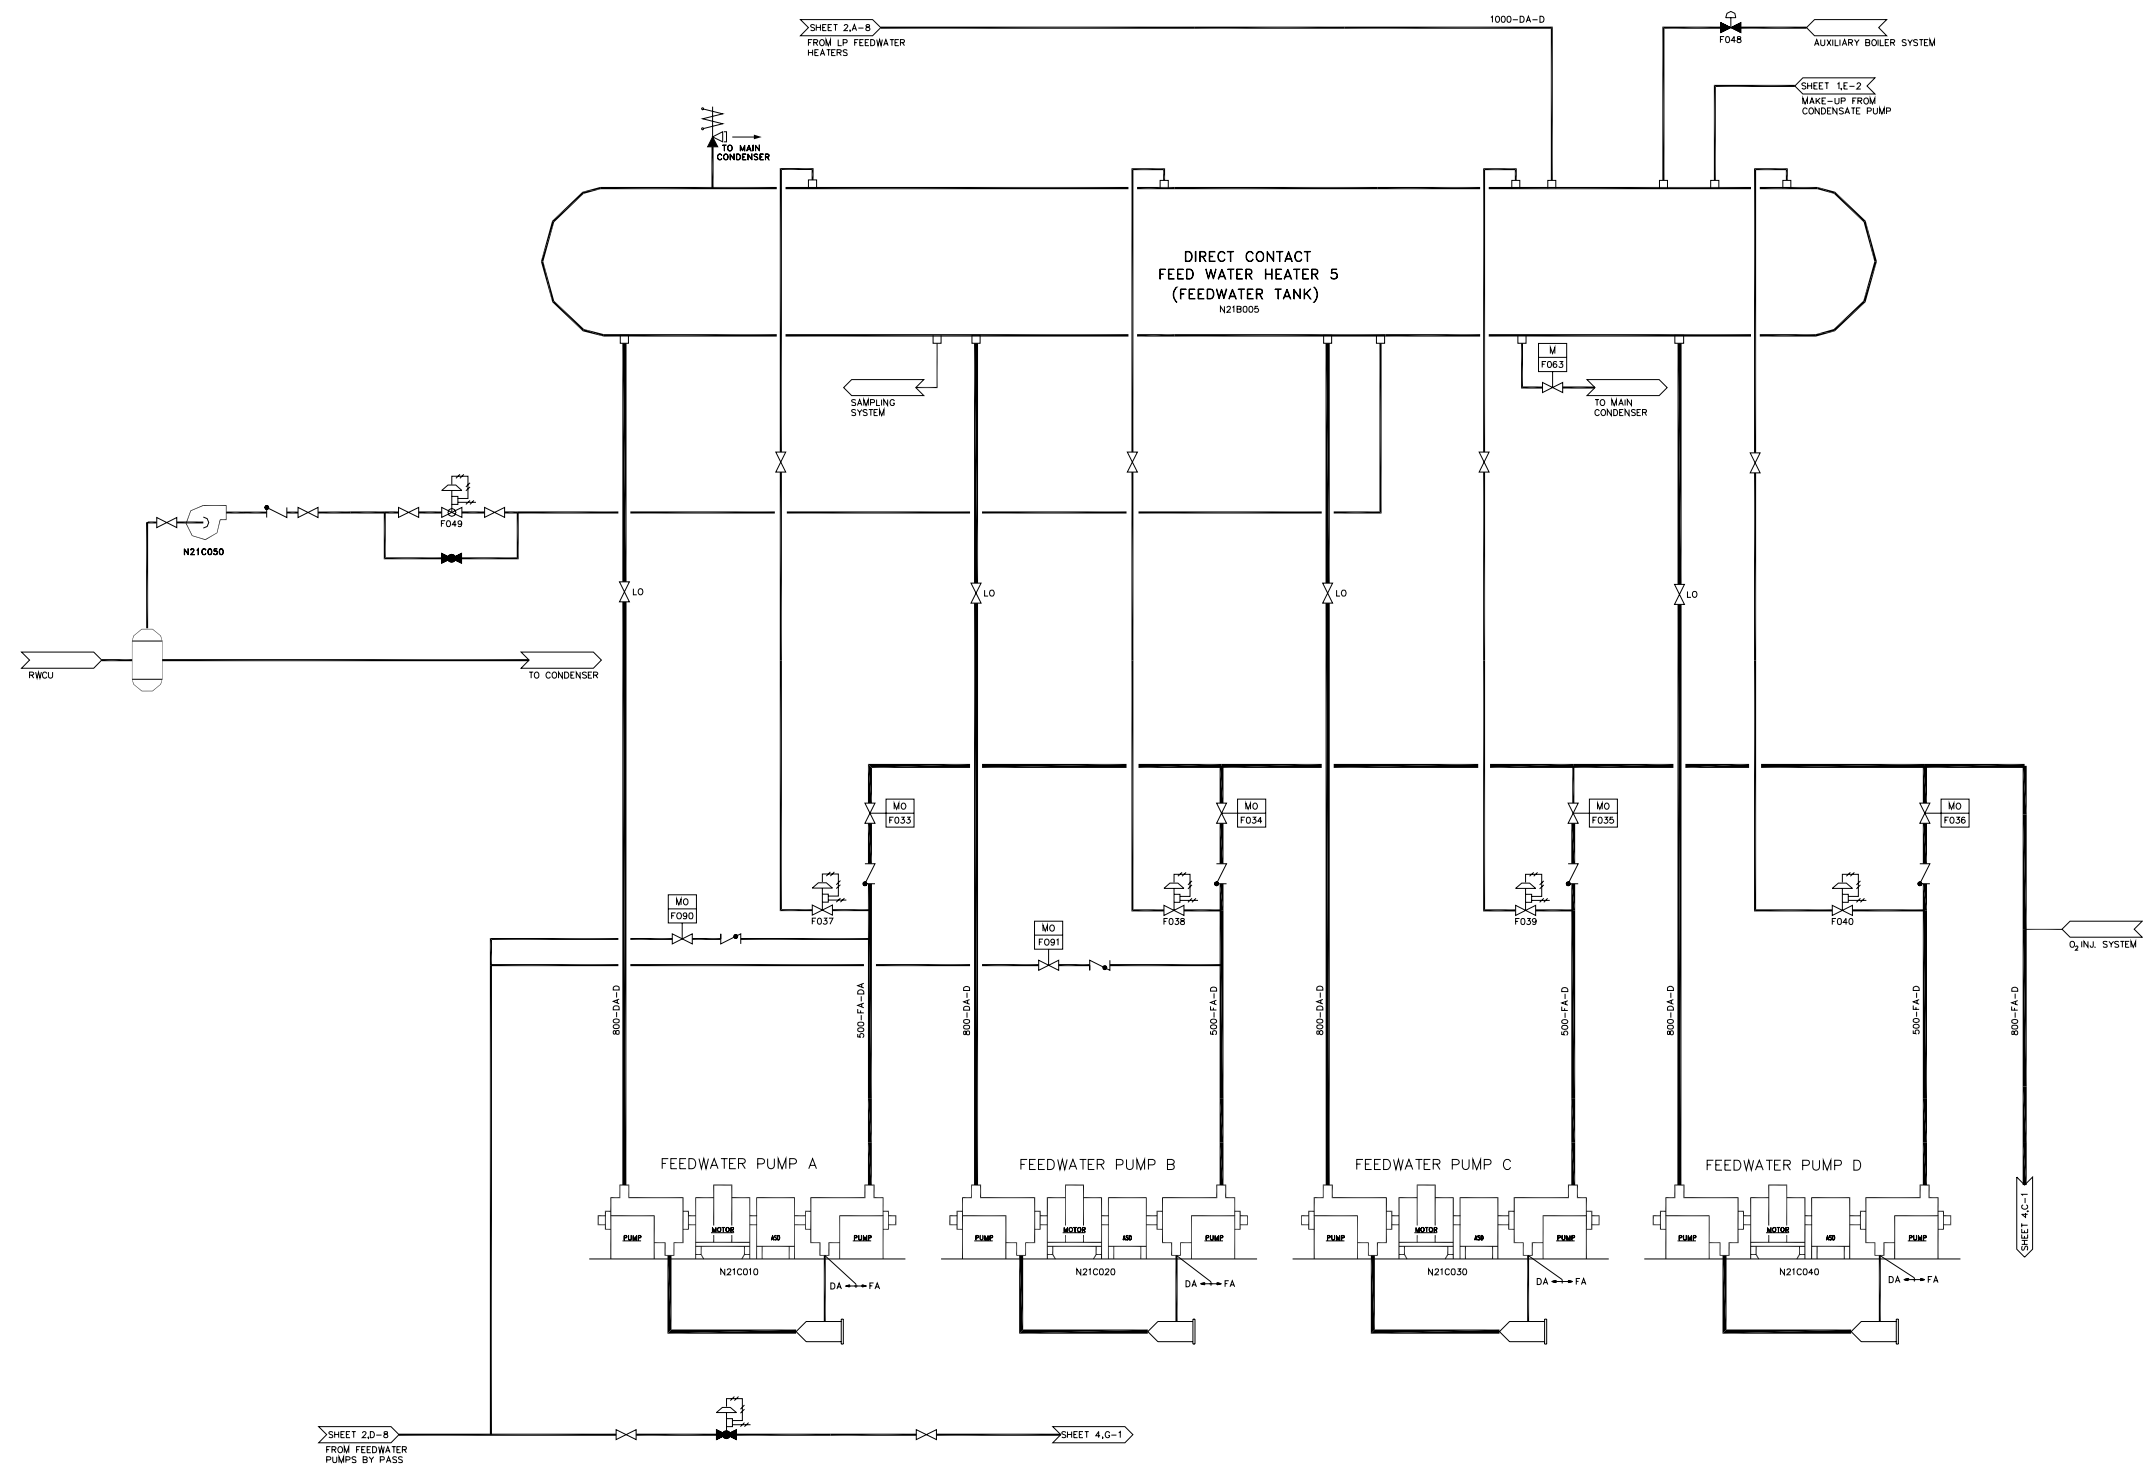 SHEET 2,A-8
FROM LP FEEDWATER
HEATERS
1000-DA-D
F048
AUXILIARY BOILER SYSTEM
SHEET 1,E-2
MAKE-UP FROM
CONDENSATE PUMP
TO MAIN
CONDENSER
DIRECT CONTACT
FEED WATER HEATER 5
(FEEDWATER TANK)
N21B005
SAMPLING
SYSTEM
M
F063
TO MAIN
CONDENSER
F049
N21C050
LO
LO
LO
LO
RWCU
TO CONDENSER
MO
F033
MO
F034
MO
F035
MO
F036
MO
F090
F037
MO
F091
F038
F039
F040
O2 INJ. SYSTEM
800-DA-D
500-FA-DA
800-DA-D
500-FA-D
800-DA-D
500-FA-D
800-DA-D
500-FA-D
800-FA-D
FEEDWATER PUMP A
FEEDWATER PUMP B
FEEDWATER PUMP C
FEEDWATER PUMP D
PUMP
MOTOR
ASD
PUMP
PUMP
MOTOR
ASD
PUMP
PUMP
MOTOR
ASD
PUMP
PUMP
MOTOR
ASD
PUMP
SHEET 4,C-1
N21C010
N21C020
N21C030
N21C040
DA FA
DA FA
DA FA
DA FA
SHEET 2,D-8
FROM FEEDWATER
PUMPS BY PASS
SHEET 4,G-1